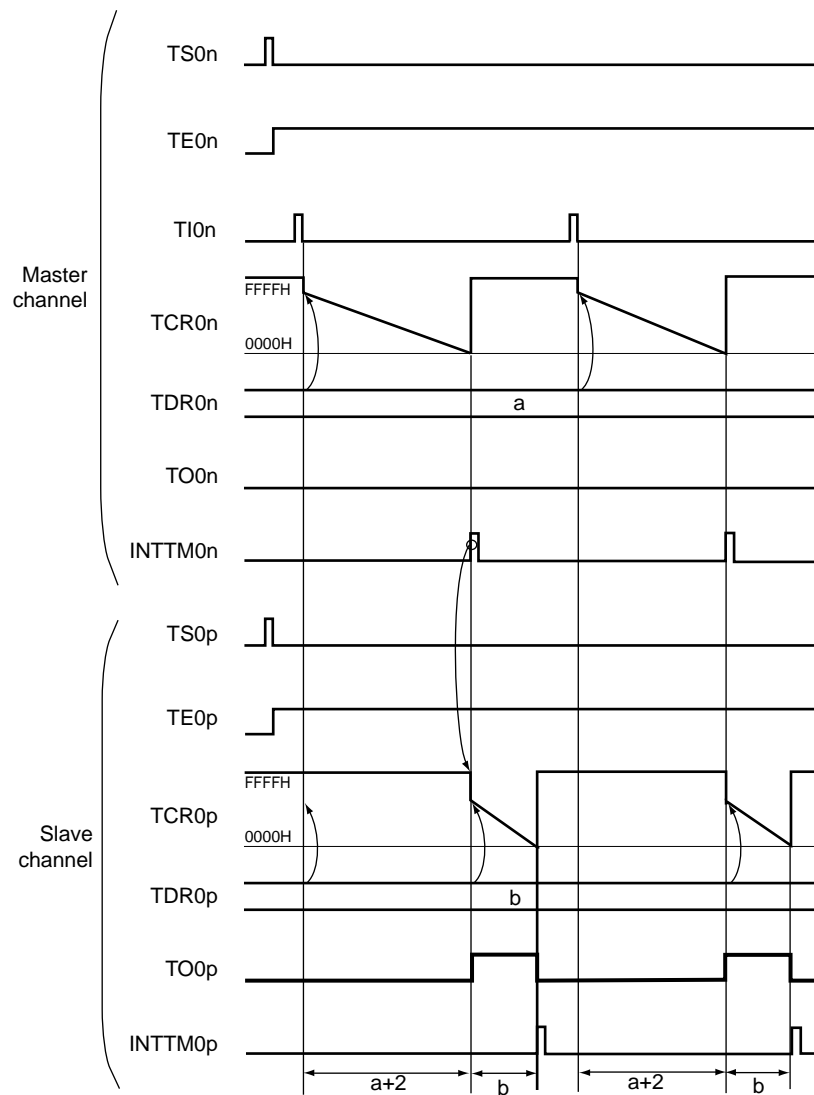 TS0n
TE0n
TI0n
Master
channel
FFFFH
TCR0n
0000H
TDR0n
a
TO0n
INTTM0n
TS0p
TE0p
FFFFH
TCR0p
Slave
channel
0000H
TDR0p
b
TO0p
INTTM0p
a+2
b
a+2
b